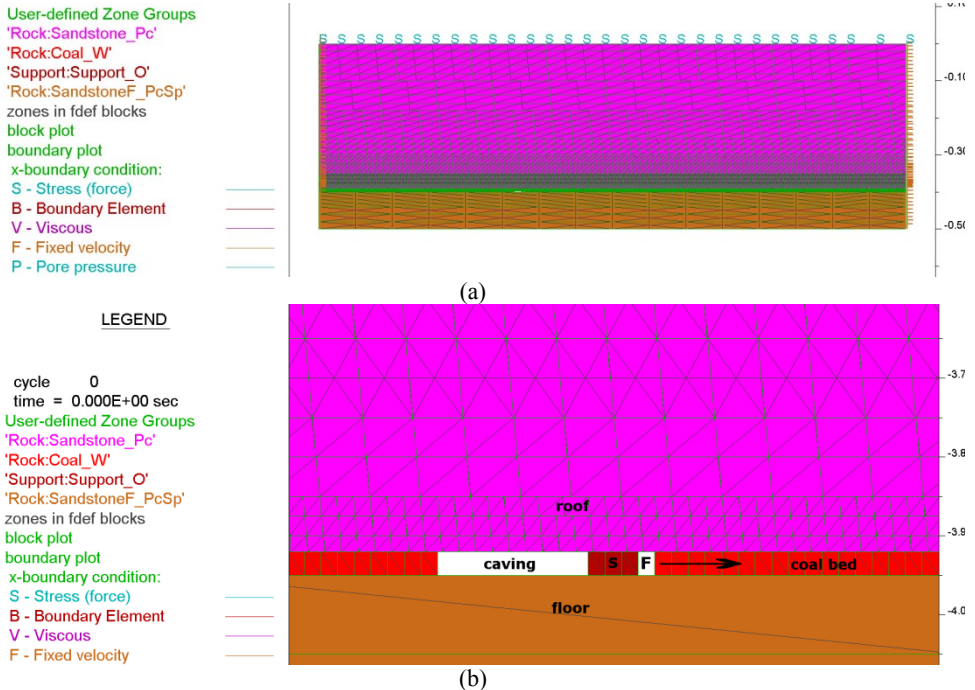 User-defined Zone Groups
'Rock:Sandstone_Pc'
'Rock:Coal_W'
'Support:Support_O'
'Rock:SandstoneF_PcSp'
zones in fdef blocks
block plot
boundary plot
x-boundary condition:
S - Stress (force)
B - Boundary Element
V - Viscous
F - Fixed velocity
P - Pore pressure
S S S S S S S S S S S S S S S S S S S S S S S S S
-0.10
-0.30
-0.50
(a)
LEGEND
cycle 0
time = 0.000E+00 sec
User-defined Zone Groups
'Rock:Sandstone_Pc'
'Rock:Coal_W'
'Support:Support_O'
'Rock:SandstoneF_PcSp'
zones in fdef blocks
block plot
boundary plot
x-boundary condition:
S - Stress (force)
B - Boundary Element
V - Viscous
F - Fixed velocity
-3.7
-3.8
roof
-3.9
caving S F coal bed
floor
-4.0
(b)